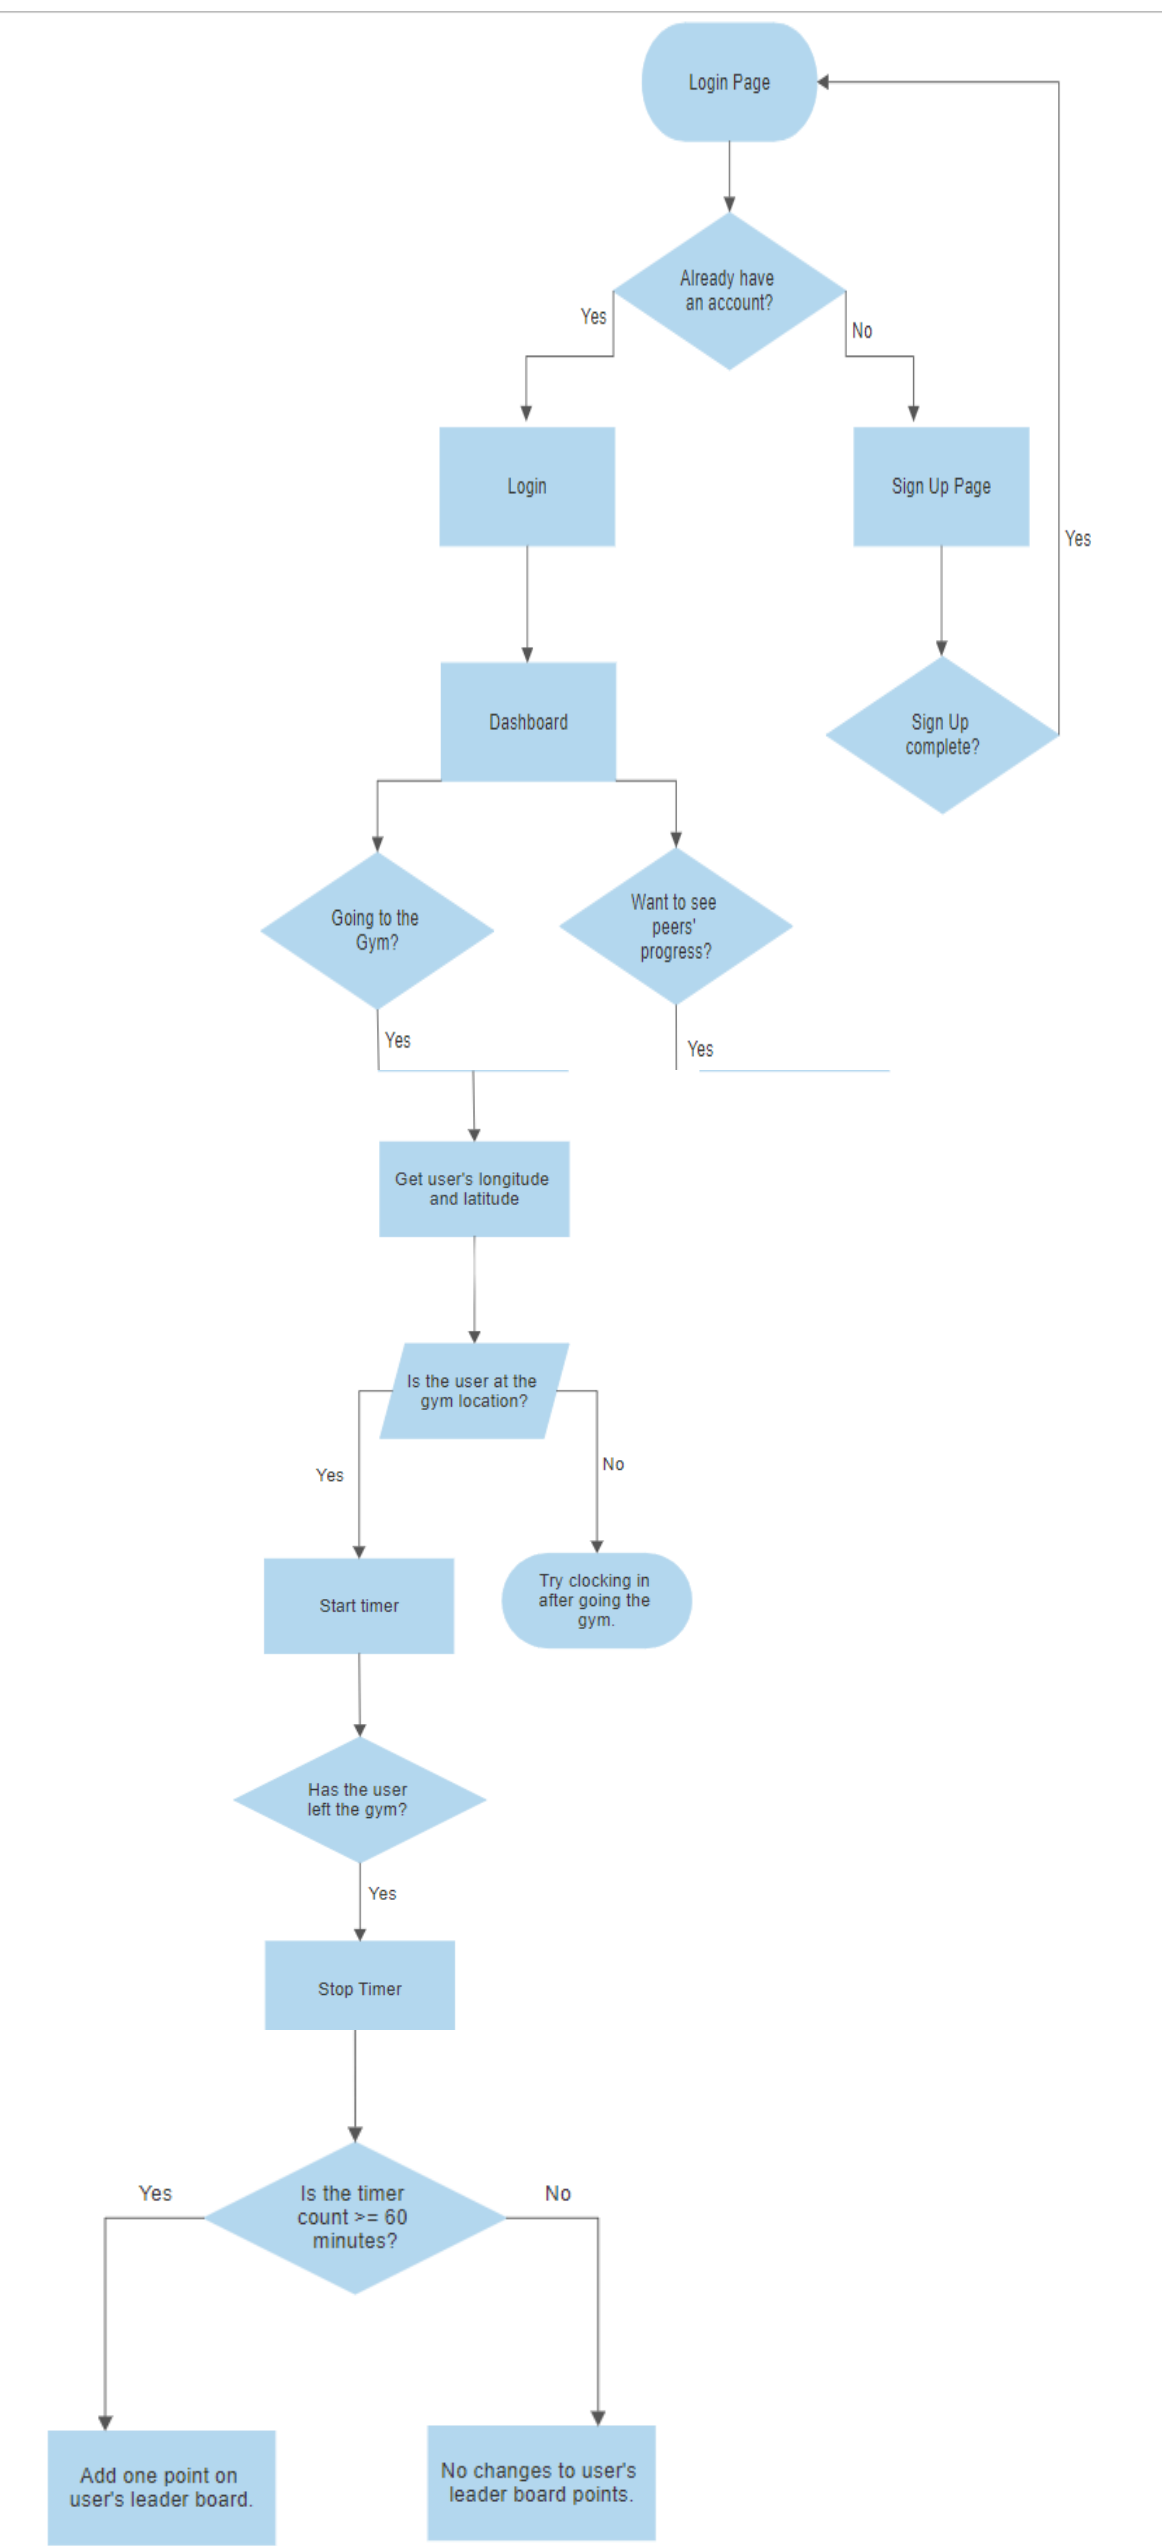 Login Page
Already have
an account?
Yes
No
Login
Sign Up Page
Yes
Dashboard
Sign Up
complete?
Going to the
Gym?
Want to see
peers'
progress?
Yes
Yes
Get user's longitude
and latitude
Is the user at the
gym location?
Yes
No
Start timer
Try clocking in
after going the
gym.
Has the user
left the gym?
Yes
Stop Timer
Is the timer
count >= 60
minutes?
Yes
No
Add one point on
user's leader board.
No changes to user's
leader board points.